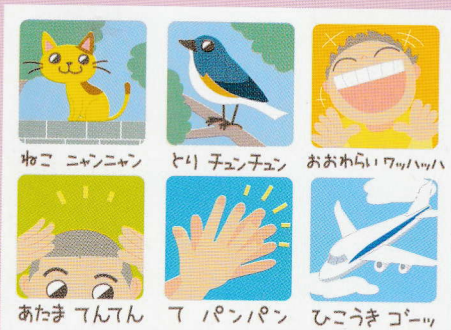 ねこ ニャンニャン
とり チュンチュン
おおわらい ワッハッハ
あたま てんてん
て パンパン
ひこうき ゴーッ